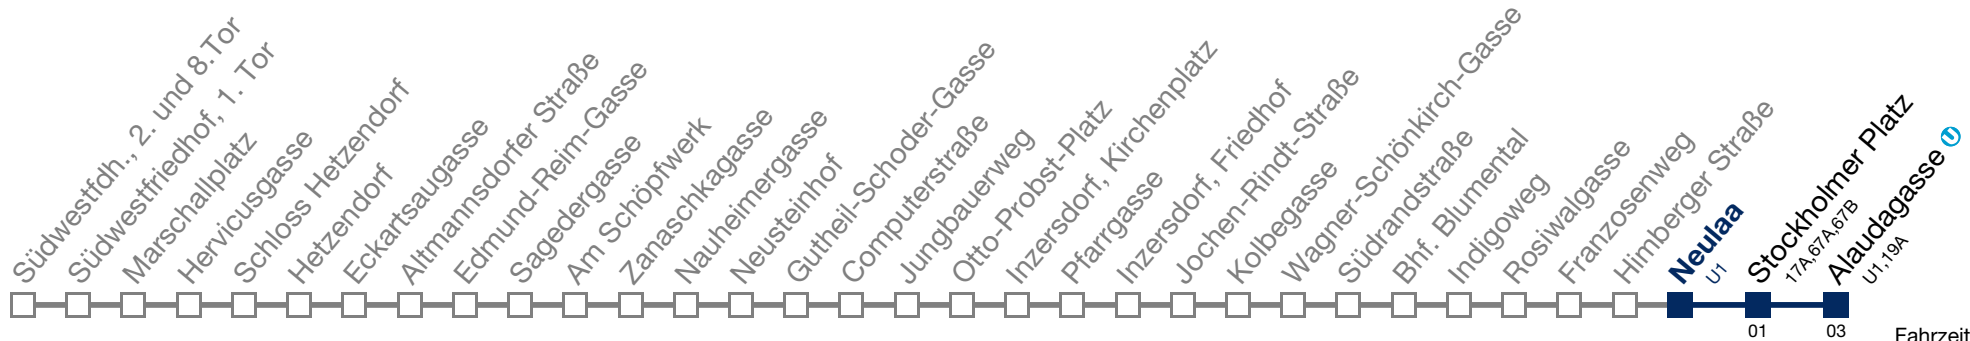 Südwestfdh., 2. und 8.Tor
Südwestfriedhof, 1. Tor
Marschallplatz
Hervicusgasse
Schloss Hetzendorf
Hetzendorf
Eckartsaugasse
Altmannsdorfer Straße
Edmund-Reim-Gasse
Sagedergasse
Am Schöpfwerk
Zanaschkagasse
Nauheimergasse
Neusteinhof
Gutheil-Schoder-Gasse
Computerstraße
Jungbauerweg
Otto-Probst-Platz
Inzersdorf, Kirchenplatz
Pfarrgasse
Inzersdorf, Friedhof
Jochen-Rindt-Straße
Kolbegasse
Wagner-Schönkirch-Gasse
Südrandstraße
Bhf. Blumental
Indigoweg
Rosiwalgasse
Franzosenweg
Himberger Straße
Neulaa
U1
Stockholmer Platz
17A,67A,67B
Alaudagasse U
U1,19A
01
03
Fahrzeit